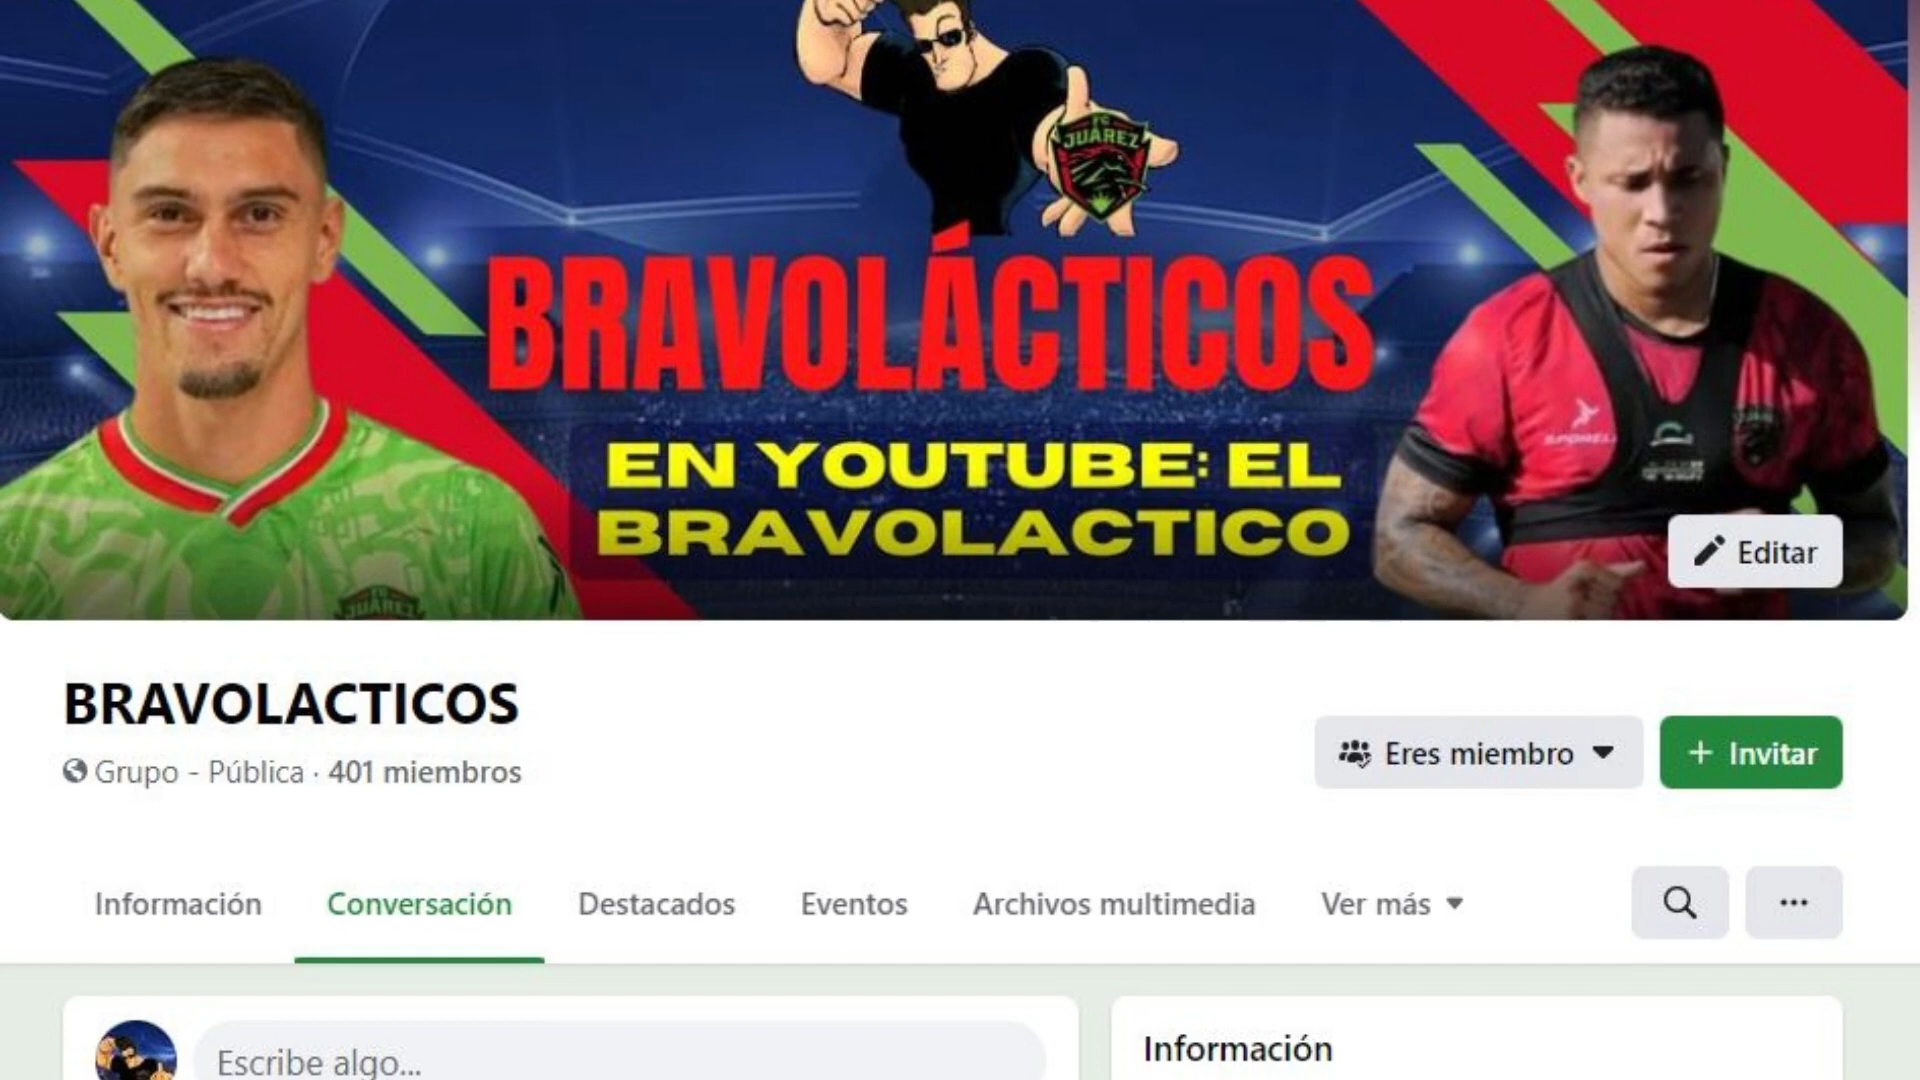 FC
JUÁREZ
BRAVOLÁCTICOS
EN YOUTUBE: EL
BRAVOLACTICO
JUÁREZ
Editar
BRAVOLACTICOS
Grupo - Pública · 401 miembros
Eres miembro
+ Invitar
Información
Conversación
Destacados
Eventos
Archivos multimedia
Ver más
Escribe algo...
Información